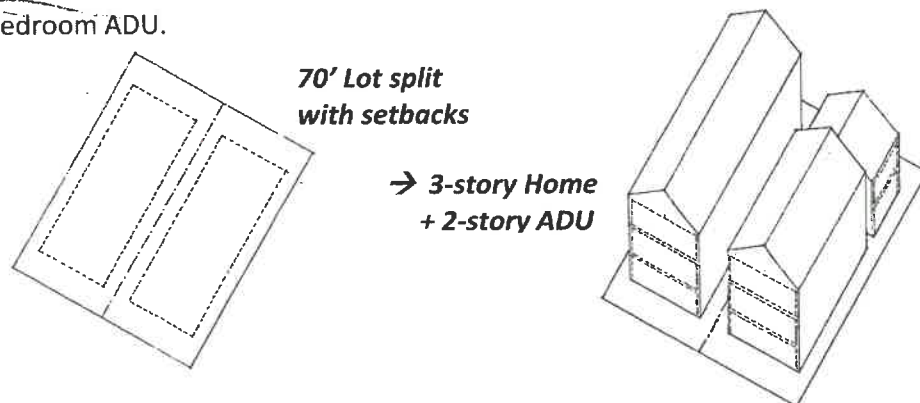 edroom ADU.
70’ Lot split
with setbacks
→ 3-story Home
+ 2-story ADU